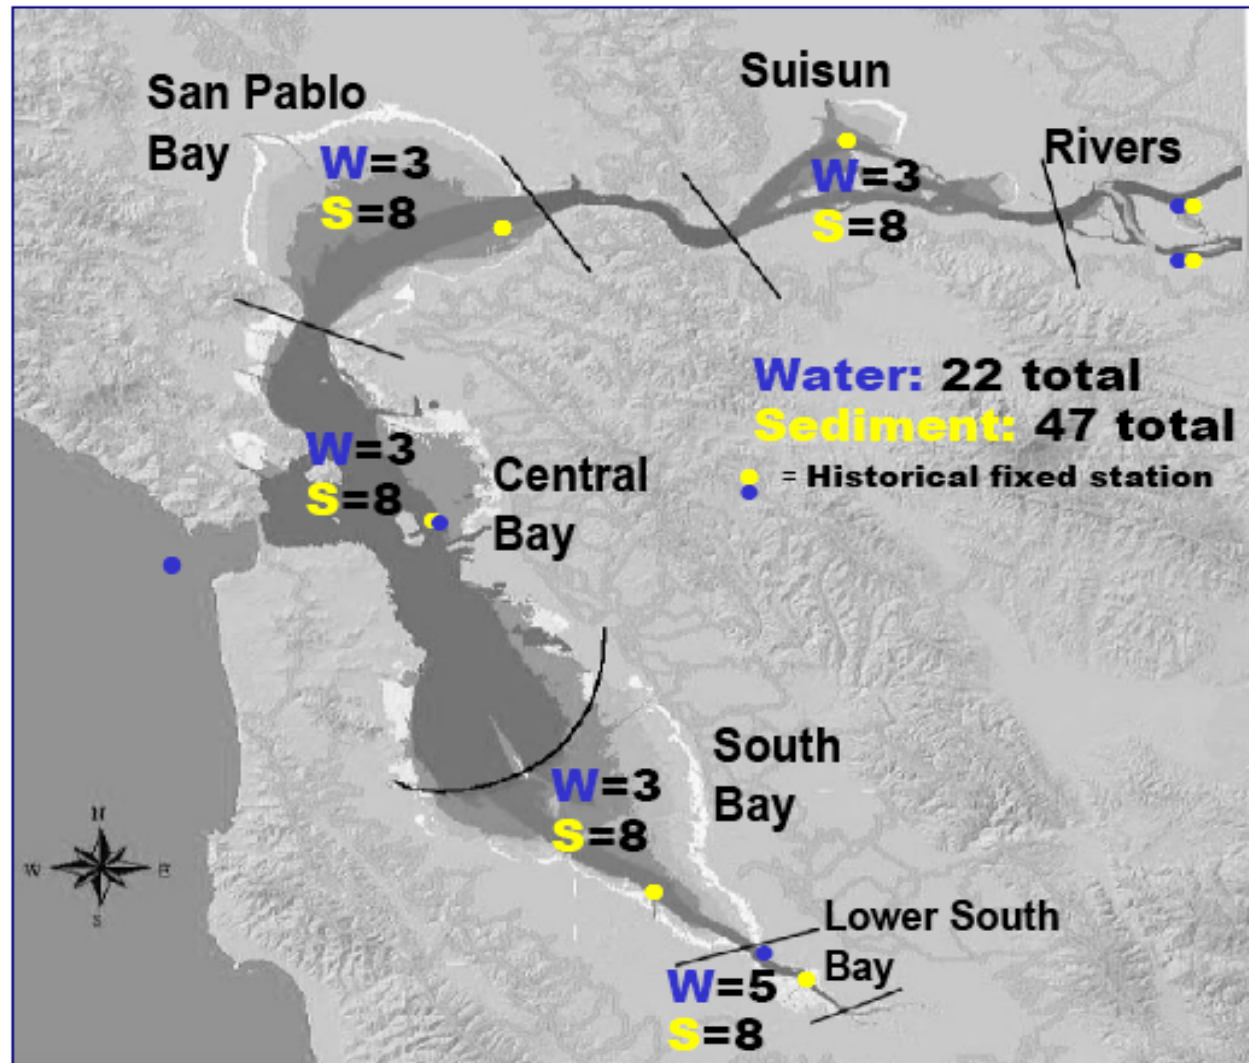 San Pablo
Bay
W=3
S=8
Suisun
W=3
S=8
Rivers
Water: 22 total
Sediment: 47 total
= Historical fixed station
W=3
S=8
Central
Bay
South
Bay
W=3
S=8
Lower South
Bay
W=5
S=8
N
W
E
S